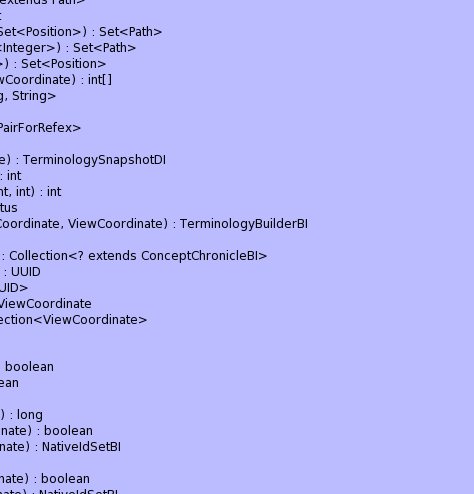 extends Path>
t
Set<Position>) : Set<Path>
<Integer>) : Set<Path>
>) : Set<Position>
wCoordinate) : int[]
g, String>
PairForRefex>
e) : TerminologySnapshotDI
: int
nt, int) : int
tus
Coordinate, ViewCoordinate) : TerminologyBuilderBI
: Collection<? extends ConceptChronicleBI>
: UUID
UID>
ViewCoordinate
ection<ViewCoordinate>
boolean
ean
) : long
nate) : boolean
nate) : NativeIdSetBI
nate) : boolean
nate) : NativeIdSetBI